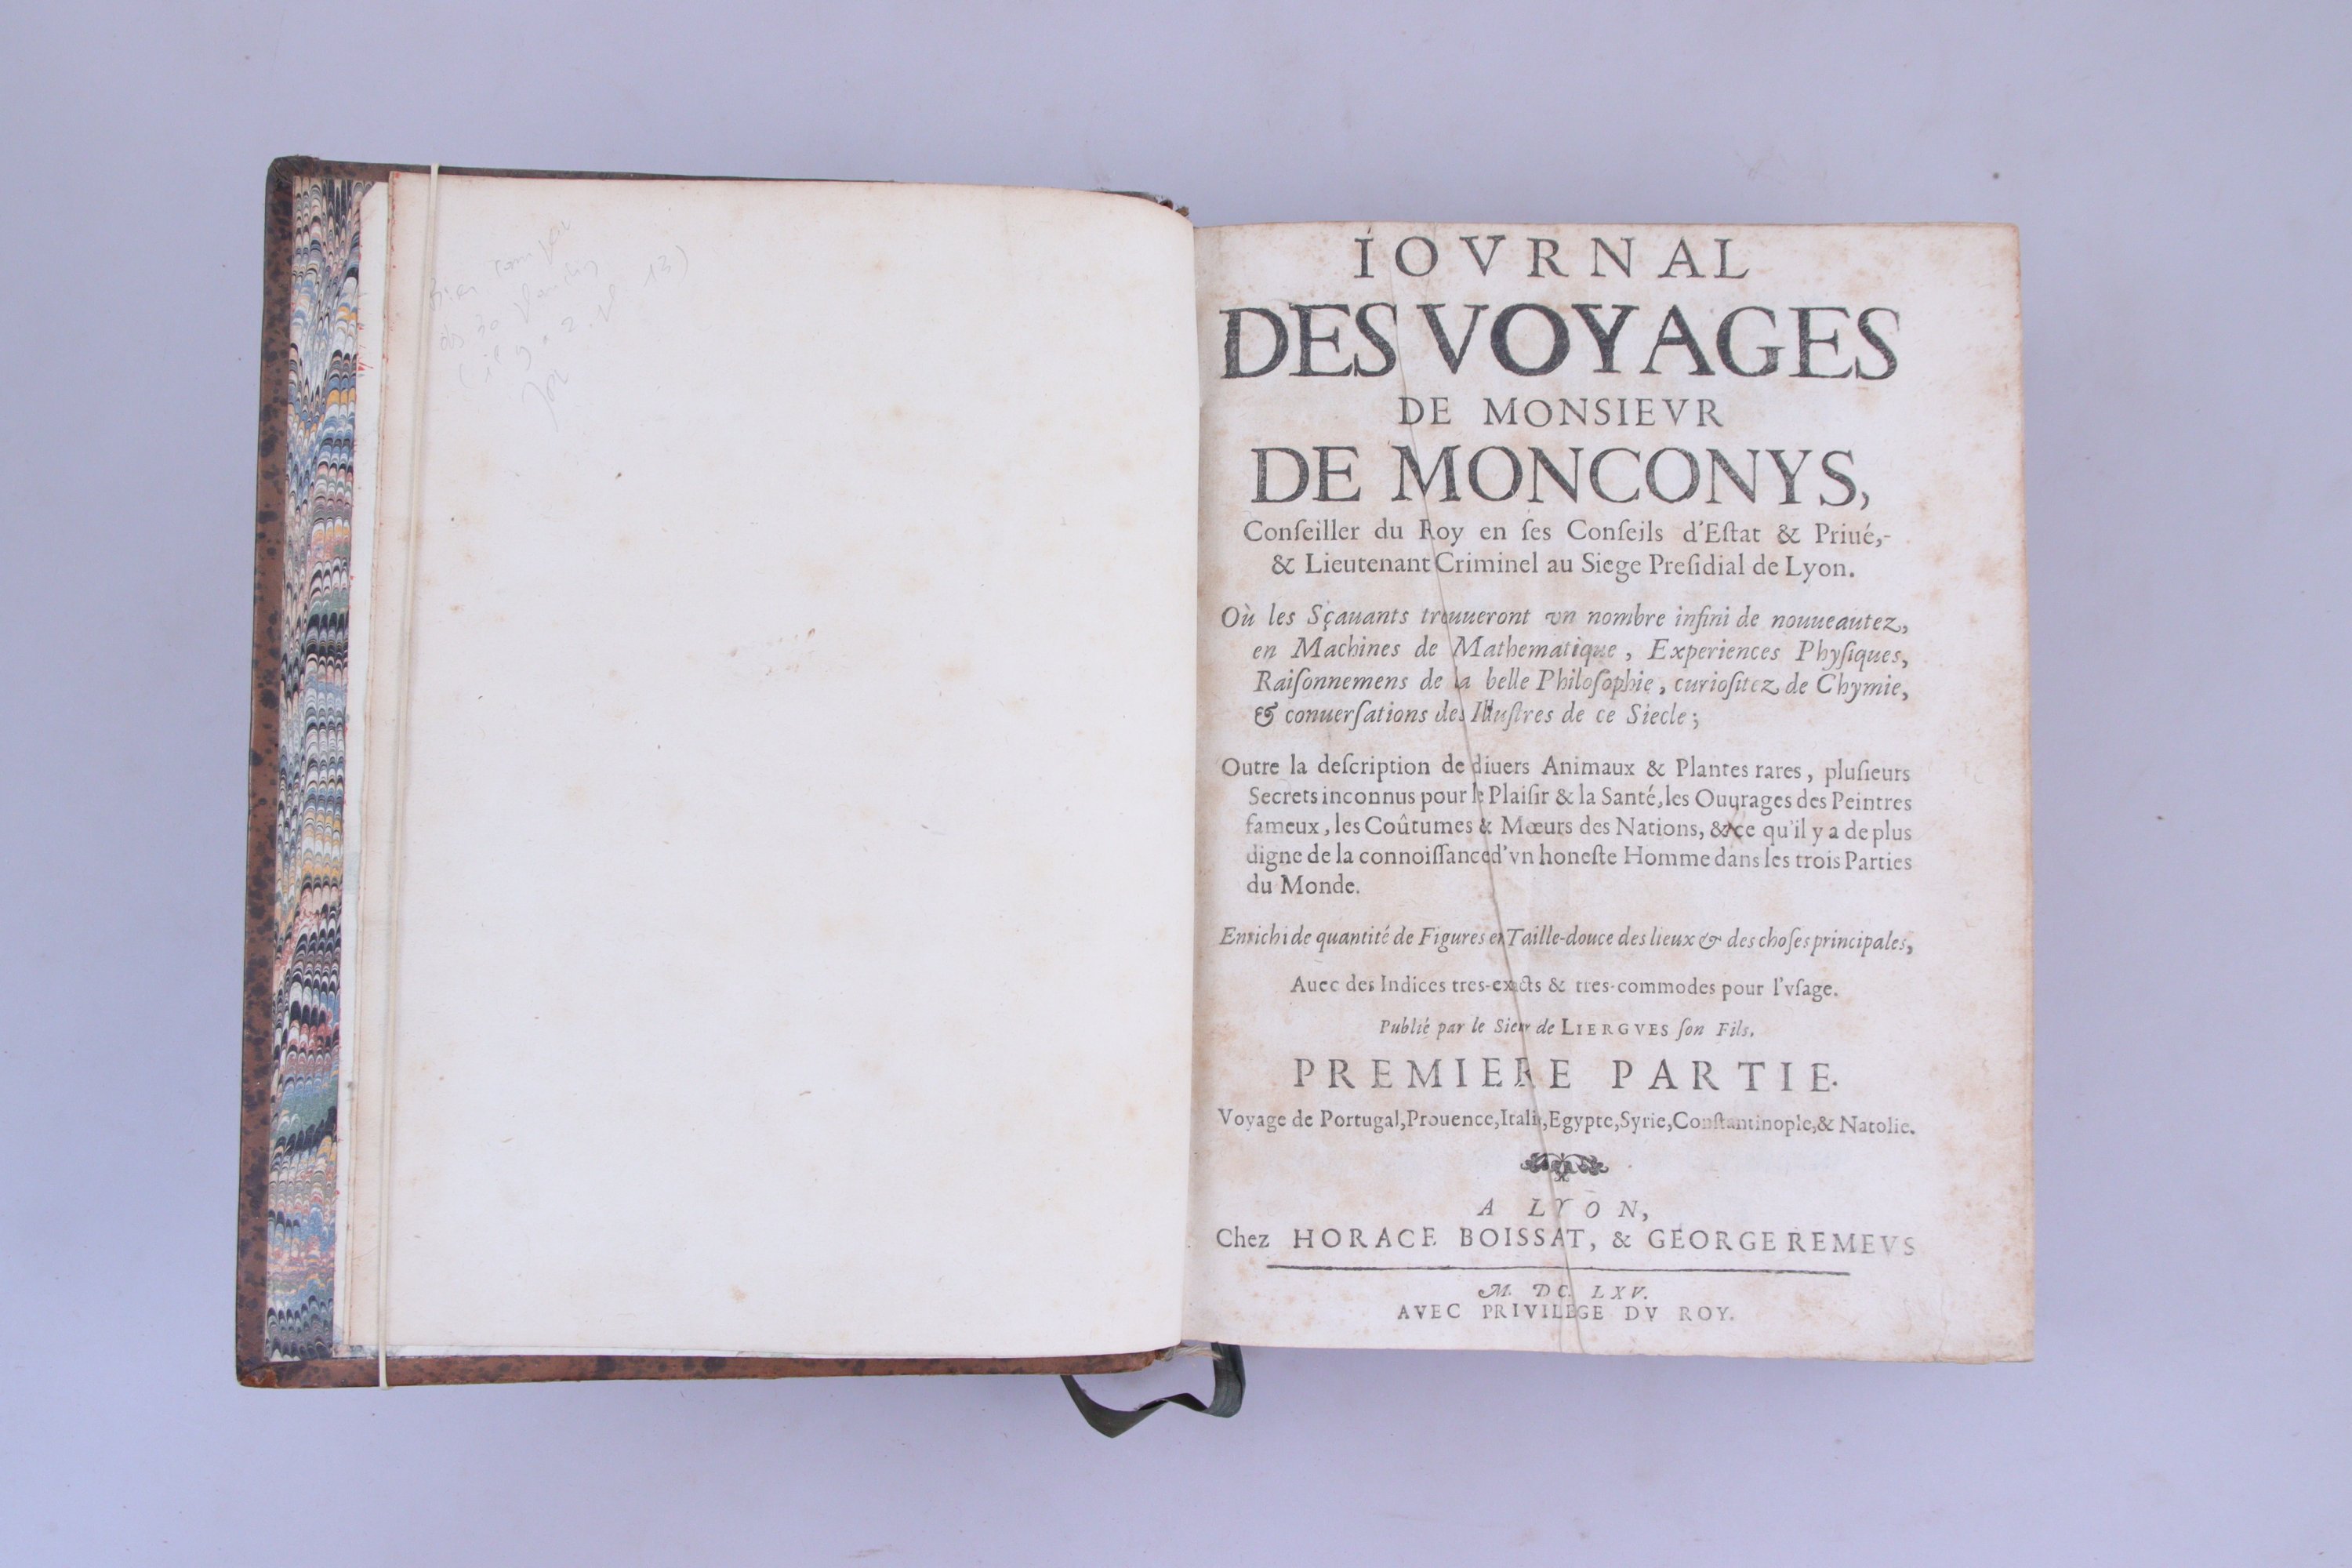 Bien
13)
IOVRNAL
DES VOYAGES
DE MONSIEVR
DE MONCONYS,
Conſeiller du Roy en ſes Conſeils d'Eſtat & Priué,
& Lieutenant Criminel au Siege Preſidial de Lyon.
Où les Sçauants treuueront vn nombre infini de nouueautez,
en Machines de Mathematique, Experiences Phyſiques,
Raiſonnemens de la belle Philoſophie, curioſitez de Chymie,
& conuerſations des Illuſtres de ce Siecle;
Outre la deſcription de diuers Animaux & Plantes rares, pluſieurs
Secrets inconnus pour le Plaiſir & la Santé, les Ouurages des Peintres
fameux, les Coûtumes & Mœurs des Nations, & ce qu'il y a de plus
digne de la connoiſſance d'vn honeſte Homme dans les trois Parties
du Monde.
Enrichi de quantité de Figures en Taille-douce des lieux & des choſes principales,
Auec des Indices tres-exacts & tres-commodes pour l'vſage.
Publié par le Sieur de LIERGVES ſon Fils.
PREMIERE PARTIE.
Voyage de Portugal, Prouence, Italie, Egypte, Syrie, Conſtantinople, & Natolie.
A LYON,
Chez HORACE BOISSAT, & GEORGE REMEVS
M. DC. LXV.
AVEC PRIVILEGE DV ROY.